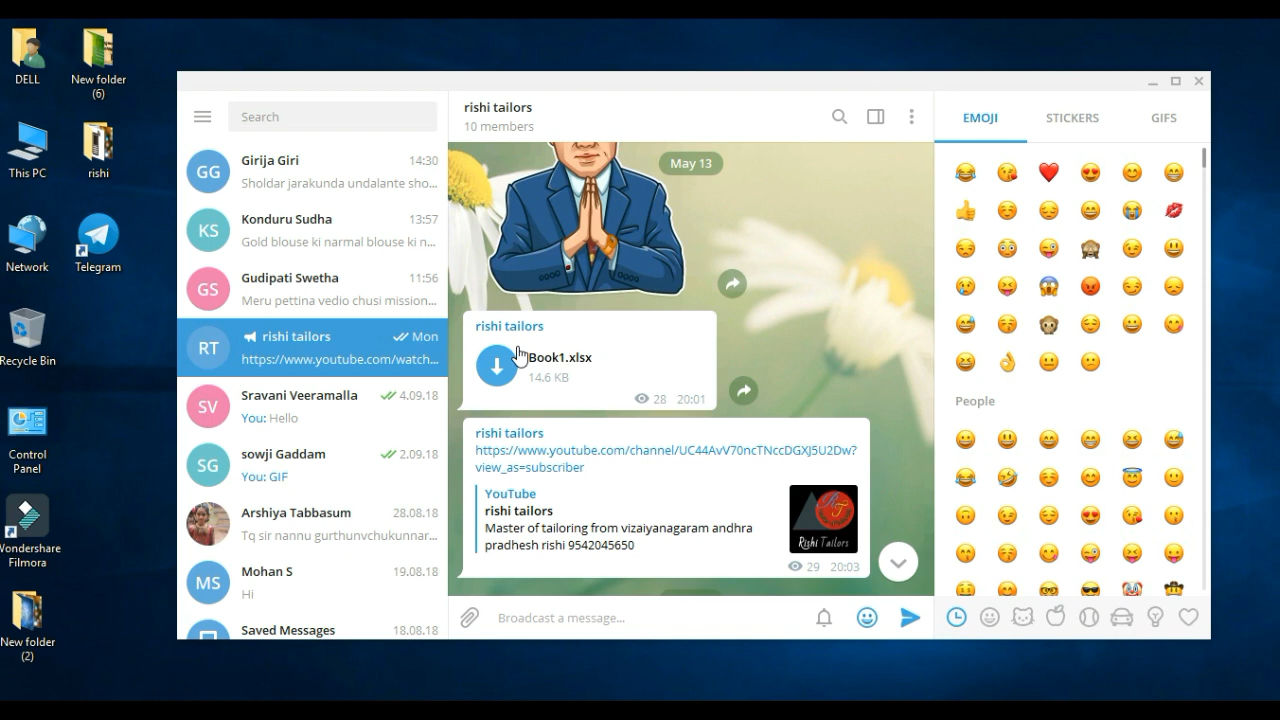 DELL
New folder
(6)
This PC
rishi
Network
Telegram
Recycle Bin
Control
Panel
Wondershare
Filmora
New folder
(2)
Search
GG
Girija Giri
14:30
Sholdar jarakunda undalante sho...
KS
Konduru Sudha
13:57
Gold blouse ki narmal blouse ki n...
GS
Gudipati Swetha
11:56
Meru pettina vedio chusi mission...
RT
rishi tailors
Mon
https://www.youtube.com/watch...
SV
Sravani Veeramalla
4.09.18
You: Hello
SG
sowji Gaddam
2.09.18
You: GIF
Arshiya Tabbasum
28.08.18
Tq sir nannu gurthunvchukunnar...
MS
Mohan S
19.08.18
Hi
Saved Messages
18.08.18
rishi tailors
10 members
May 13
rishi tailors
Book1.xlsx
14.6 KB
28 20:01
rishi tailors
https://www.youtube.com/channel/UC44AvV70ncTNccDGXJ5U2Dw?
view_as=subscriber
YouTube
rishi tailors
Master of tailoring from vizaiyanagaram andhra
pradhesh rishi 9542045650
Rishi Tailors
29 20:03
Broadcast a message...
EMOJI STICKERS GIFS
People